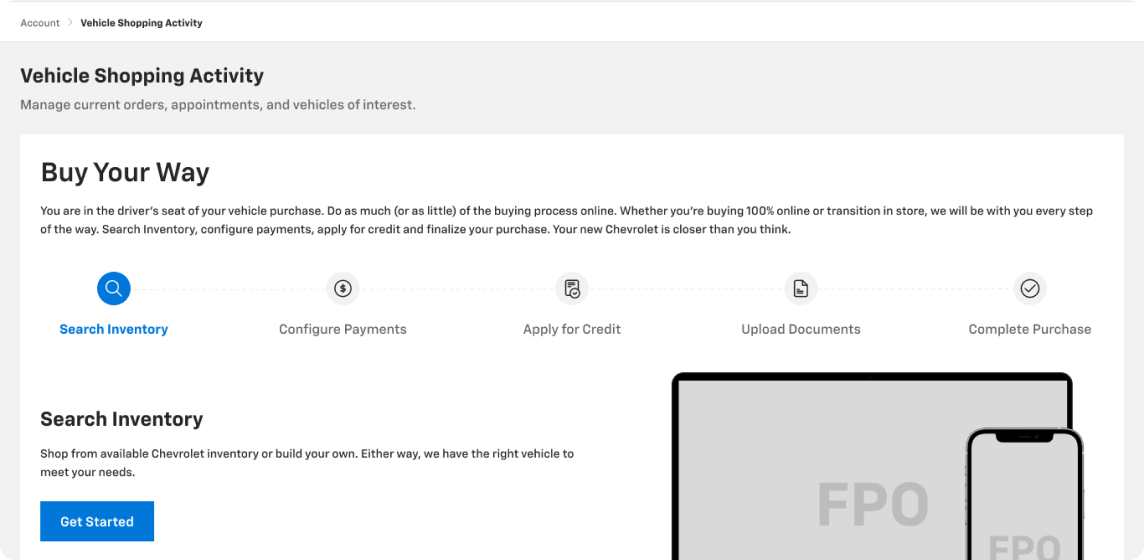 Account > Vehicle Shopping Activity
Vehicle Shopping Activity
Manage current orders, appointments, and vehicles of interest.
Buy Your Way
You are in the driver's seat of your vehicle purchase. Do as much (or as little) of the buying process online. Whether you're buying 100% online or transition in store, we will be with you every step
of the way. Search Inventory, configure payments, apply for credit and finalize your purchase. Your new Chevrolet is closer than you think.
Search Inventory
Configure Payments
Apply for Credit
Upload Documents
Complete Purchase
Search Inventory
Shop from available Chevrolet inventory or build your own. Either way, we have the right vehicle to
meet your needs.
Get Started
FPO
FPO